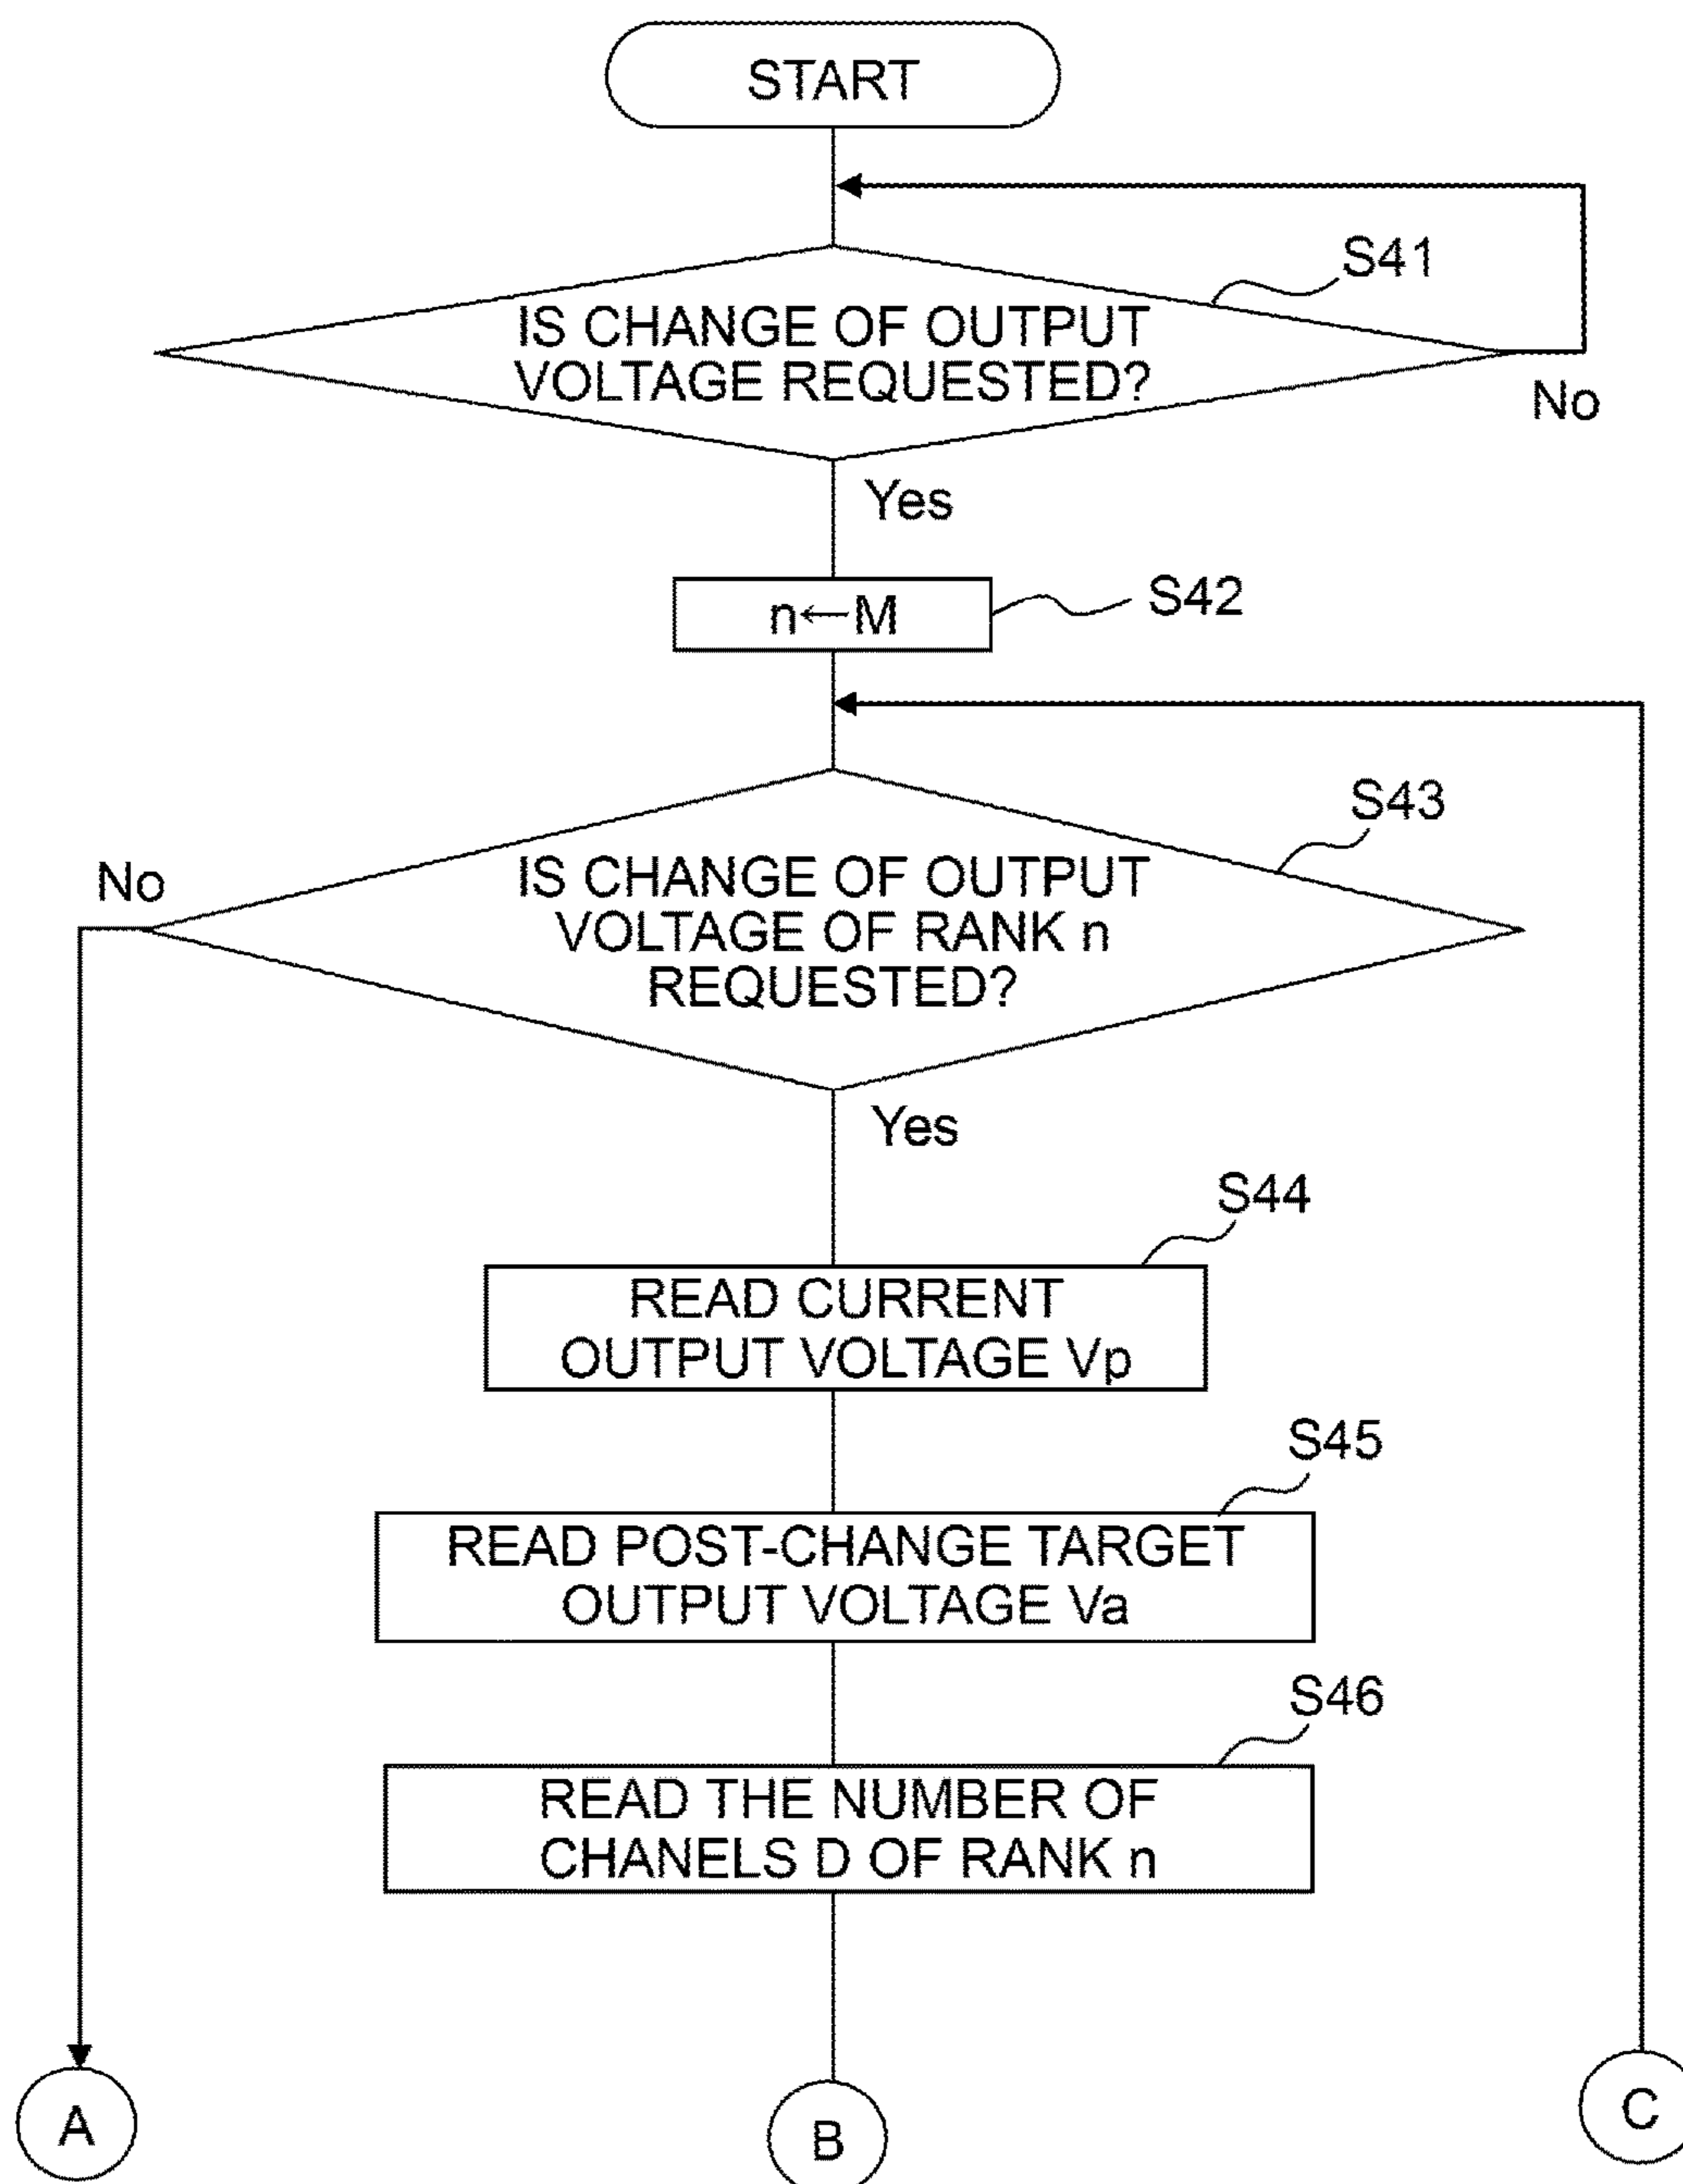 START
S41
IS CHANGE OF OUTPUT
VOLTAGE REQUESTED?
No
Yes
n←M
S42
S43
No
IS CHANGE OF OUTPUT
VOLTAGE OF RANK n
REQUESTED?
Yes
S44
READ CURRENT
OUTPUT VOLTAGE Vp
S45
READ POST-CHANGE TARGET
OUTPUT VOLTAGE Va
S46
READ THE NUMBER OF
CHANELS D OF RANK n
A
B
C